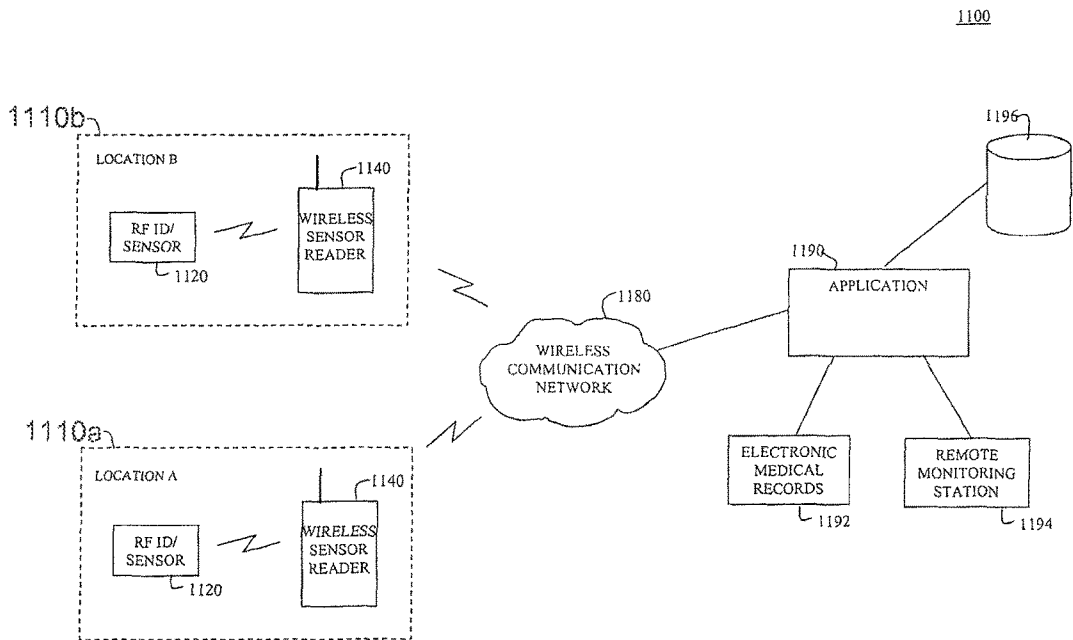 1100
1110b
LOCATION B
1140
WIRELESS
SENSOR
READER
RF ID/
SENSOR
1120
1196
1190
APPLICATION
1180
WIRELESS
COMMUNICATION
NETWORK
1110a
LOCATION A
1140
WIRELESS
SENSOR
READER
RF ID/
SENSOR
1120
ELECTRONIC
MEDICAL
RECORDS
1192
REMOTE
MONITORING
STATION
1194